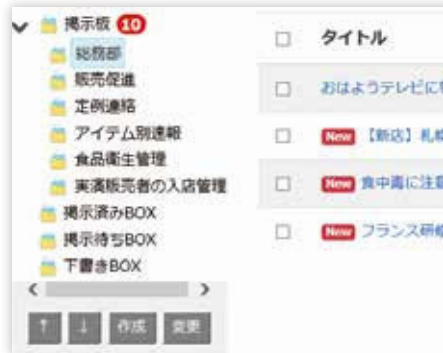 掲示板 10
総務部
販売促進
定例連絡
アイテム別速報
食品衛生管理
実演販売者の入店管理
掲示済みBOX
掲示待ちBOX
下書きBOX
↑ ↓ 作成 変更
タイトル
おはようテレビに
New 【新店】札幌
New 食中毒に注意
New フランス研修